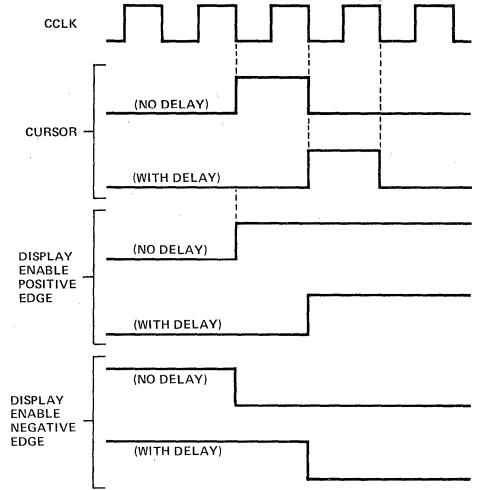 CCLK
CURSOR
(NO DELAY)
(WITH DELAY)
DISPLAY
ENABLE
POSITIVE
EDGE
(NO DELAY)
(WITH DELAY)
DISPLAY
ENABLE
NEGATIVE
EDGE
(NO DELAY)
(WITH DELAY)